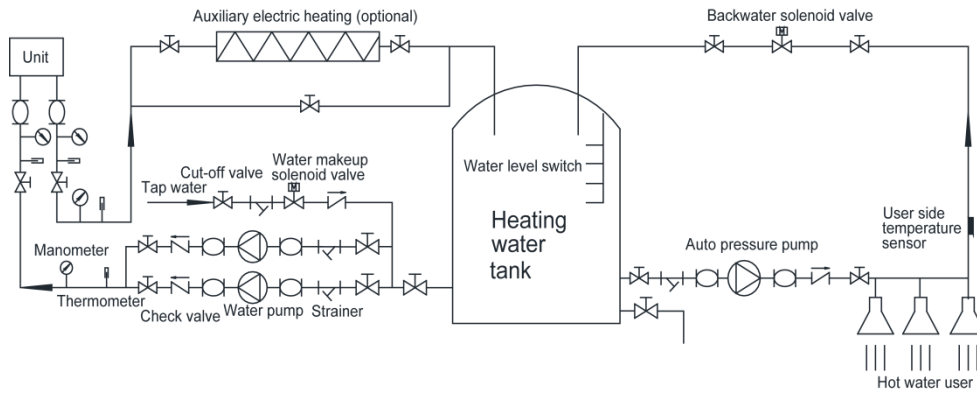 Auxiliary electric heating (optional)
Backwater solenoid valve
Unit
Water level switch
Water makeup
solenoid valve
Cut-off valve
Tap water
Heating
water
tank
User side
temperature
sensor
Manometer
Auto pressure pump
Thermometer
Check valve
Water pump
Strainer
Hot water user